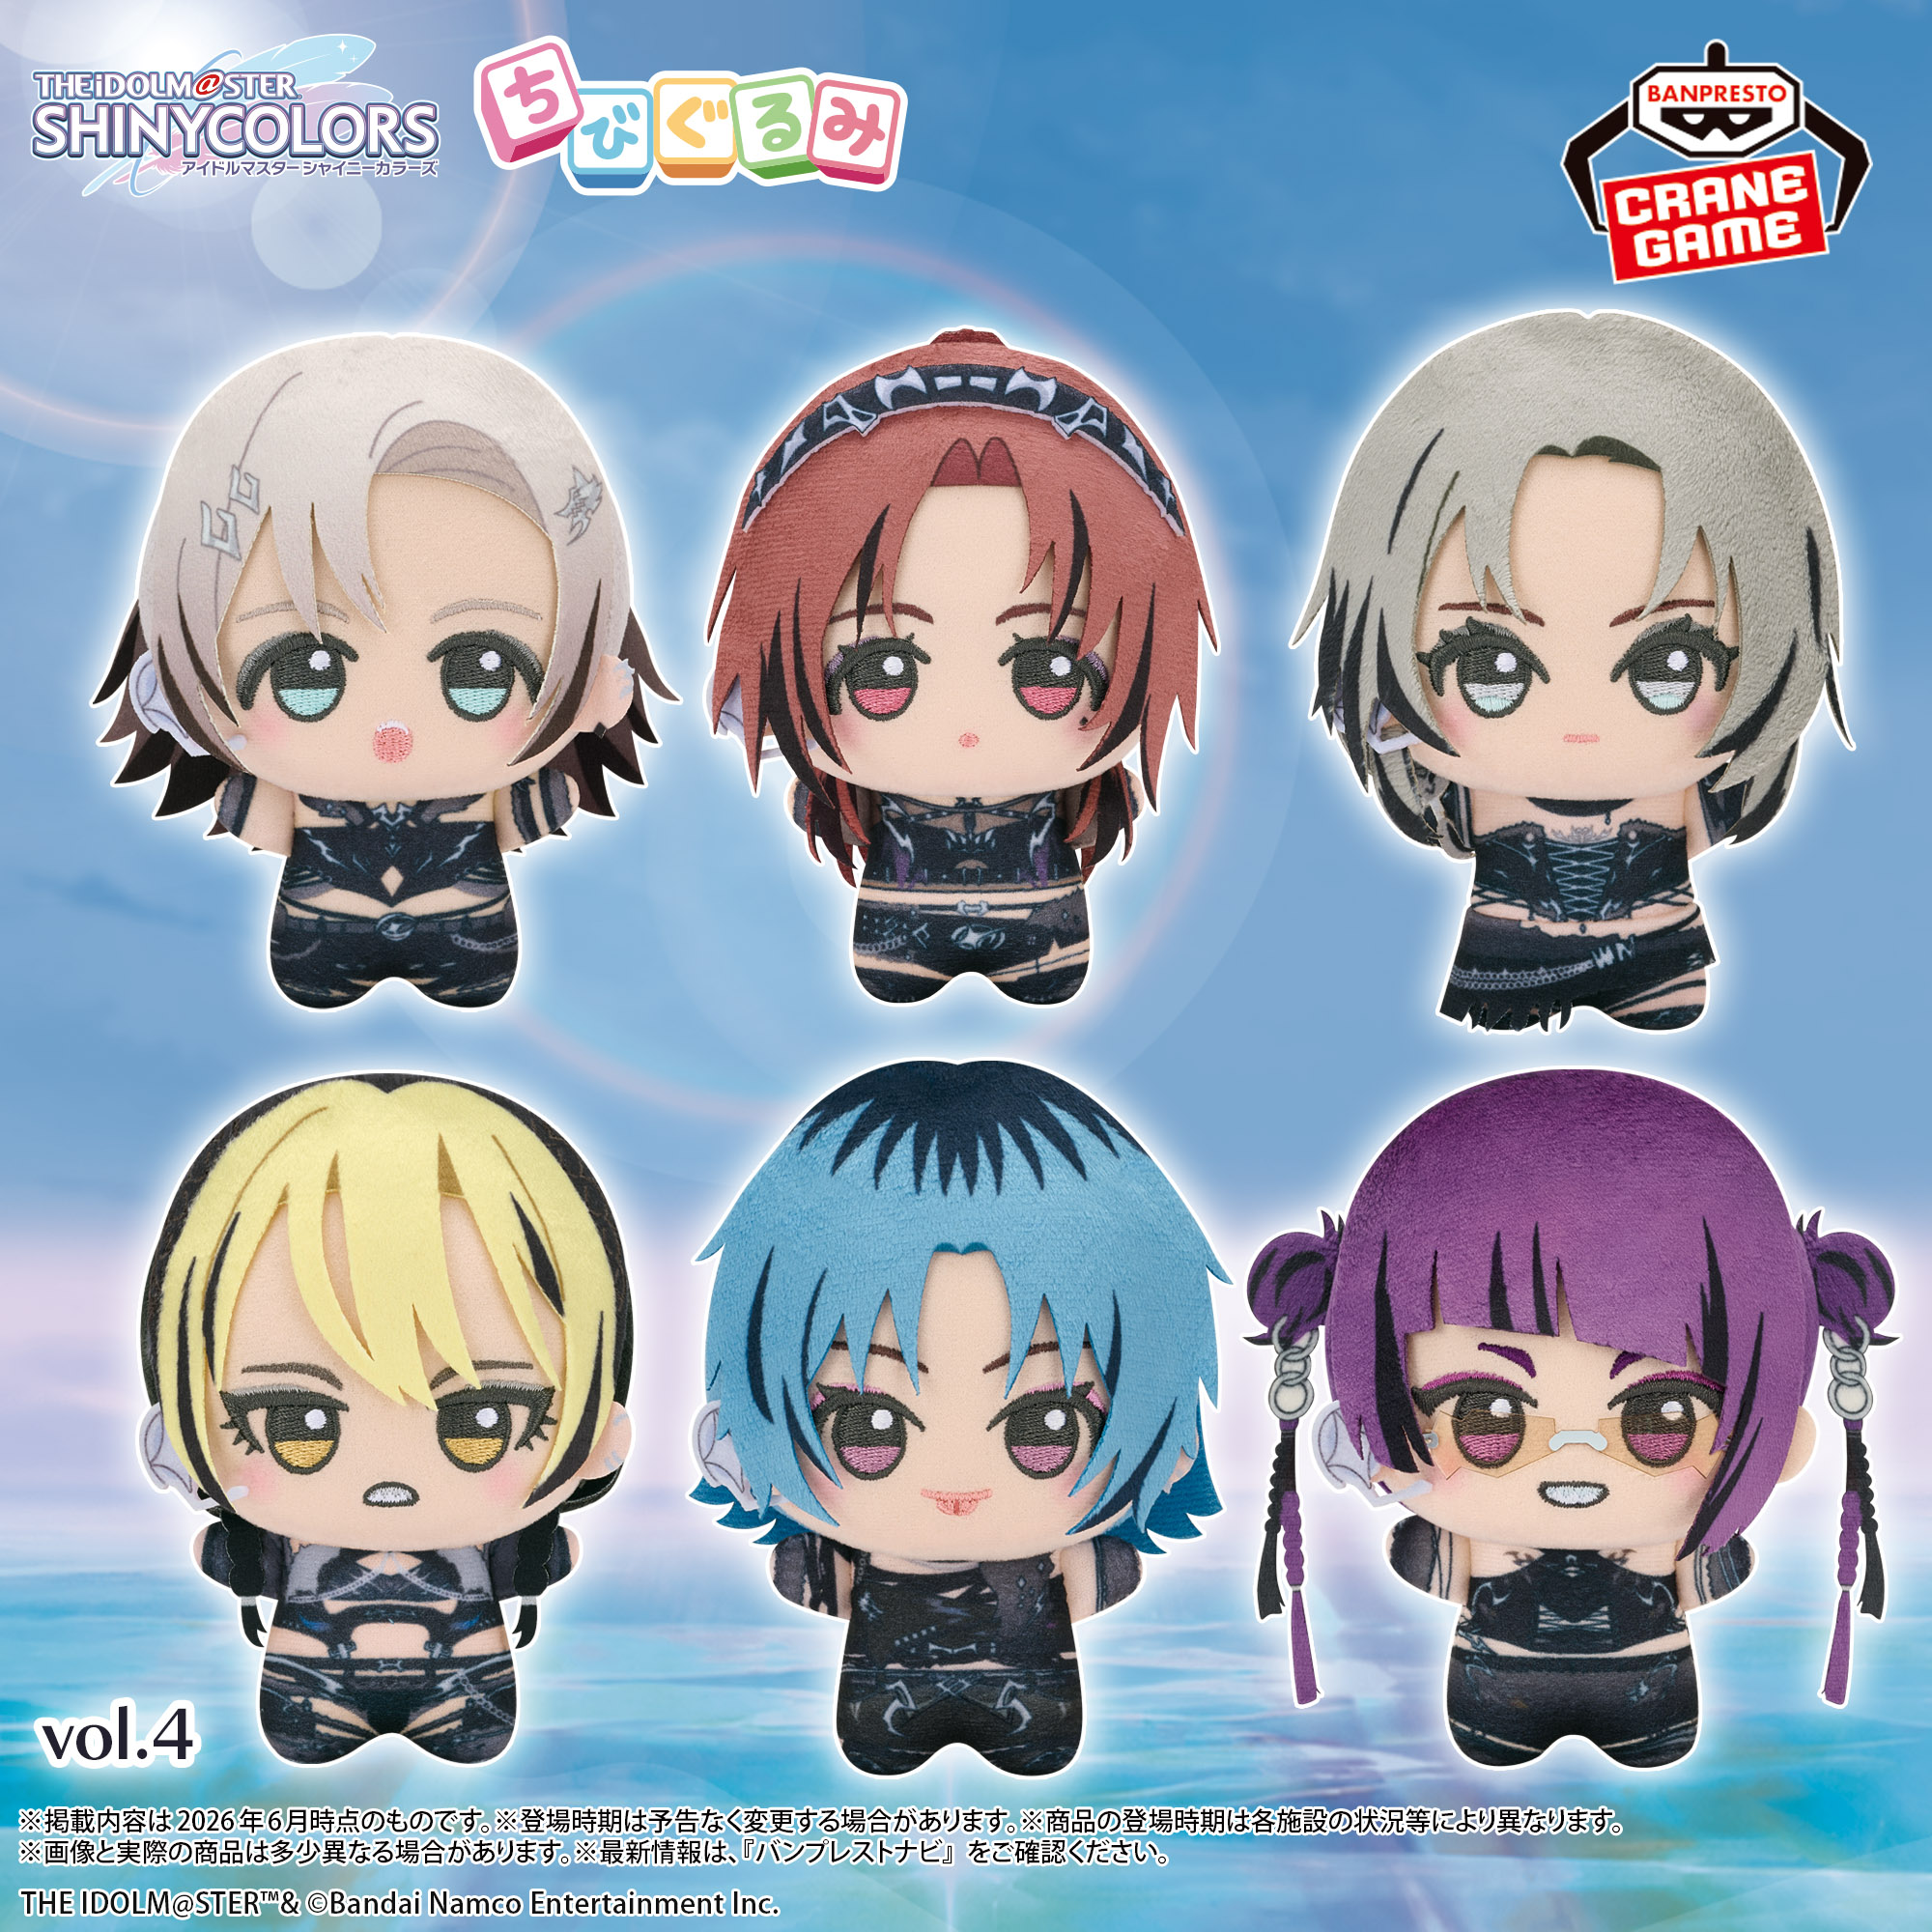 THE iDOLM@STER
SHINYCOLORS
アイドルマスター シャイニーカラーズ
ちびぐるみ
BANPRESTO
CRANE
GAME
vol.4
※掲載内容は2026年6月時点のものです。※登場時期は予告なく変更する場合があります。※商品の登場時期は各施設の状況等により異なります。
※画像と実際の商品は多少異なる場合があります。※最新情報は、『バンプレストナビ』をご確認ください。
THE IDOLM@STER™& ©Bandai Namco Entertainment Inc.